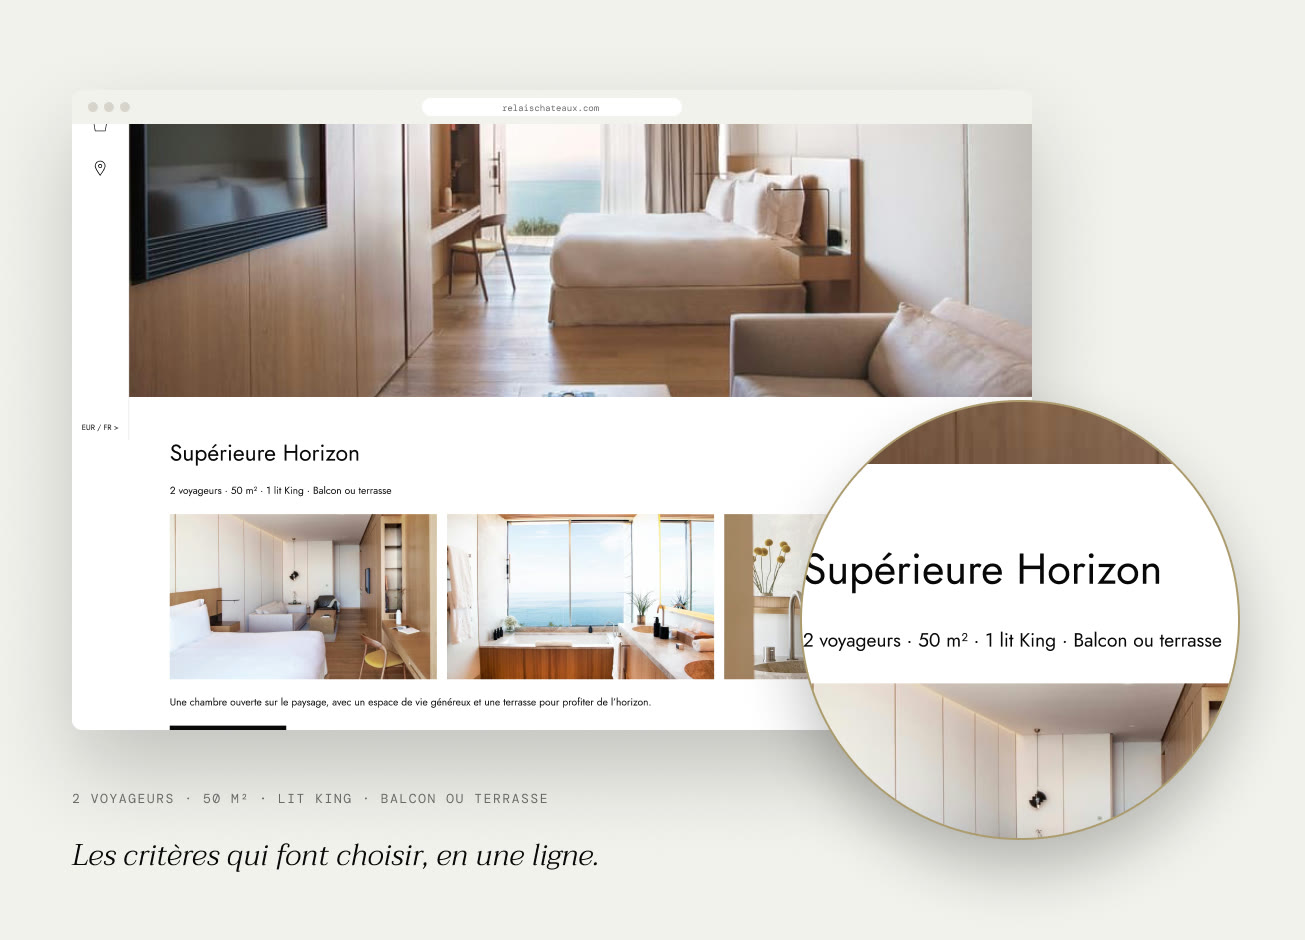 relaischateaux.com
EUR / FR >
Supérieure Horizon
2 voyageurs · 50 m² · 1 lit King · Balcon ou terrasse
Une chambre ouverte sur le paysage, avec un espace de vie généreux et une terrasse pour profiter de l'horizon.
Supérieure Horizon
2 voyageurs · 50 m² · 1 lit King · Balcon ou terrasse
2 VOYAGEURS · 50 M² · LIT KING · BALCON OU TERRASSE
Les critères qui font choisir, en une ligne.